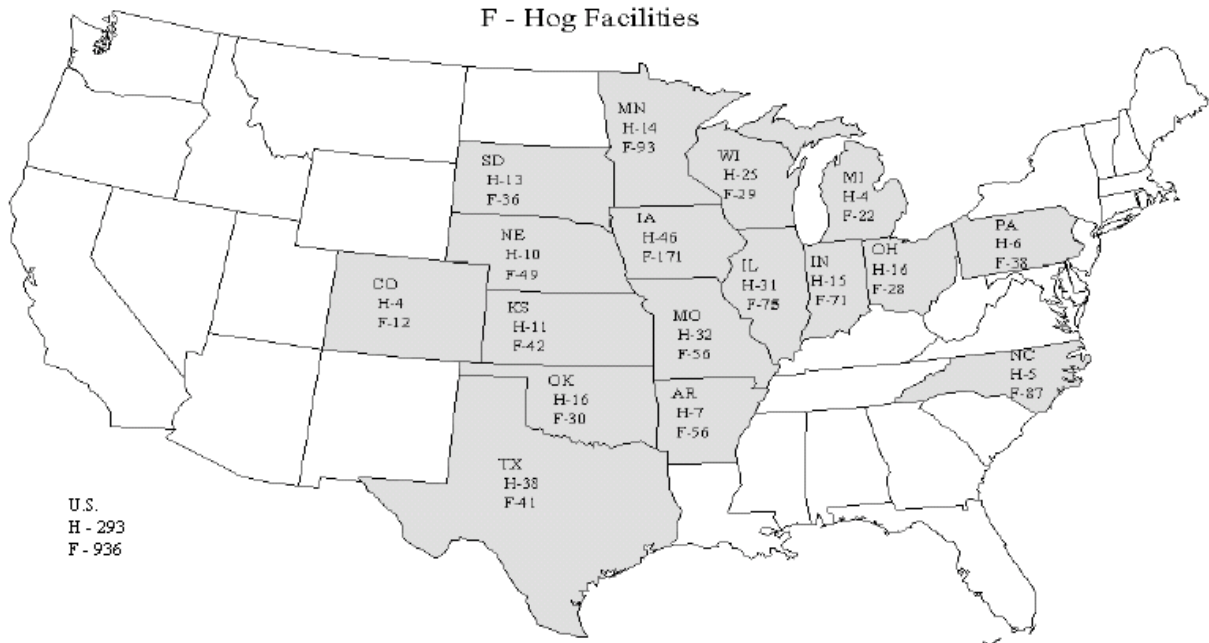 F - Hog Facilities
MN
H-14
F-93
SD
H-13
F-36
WI
H-25
F-29
MI
H-4
F-22
IA
H-46
F-171
NE
H-10
F-49
PA
H-6
F-38
OH
H-16
F-28
IN
H-15
F-71
IL
H-31
F-75
CO
H-4
F-12
KS
H-11
F-42
MO
H-32
F-56
NC
H-5
F-87
OK
H-16
F-30
AR
H-7
F-56
TX
H-38
F-41
U.S.
H - 293
F - 936